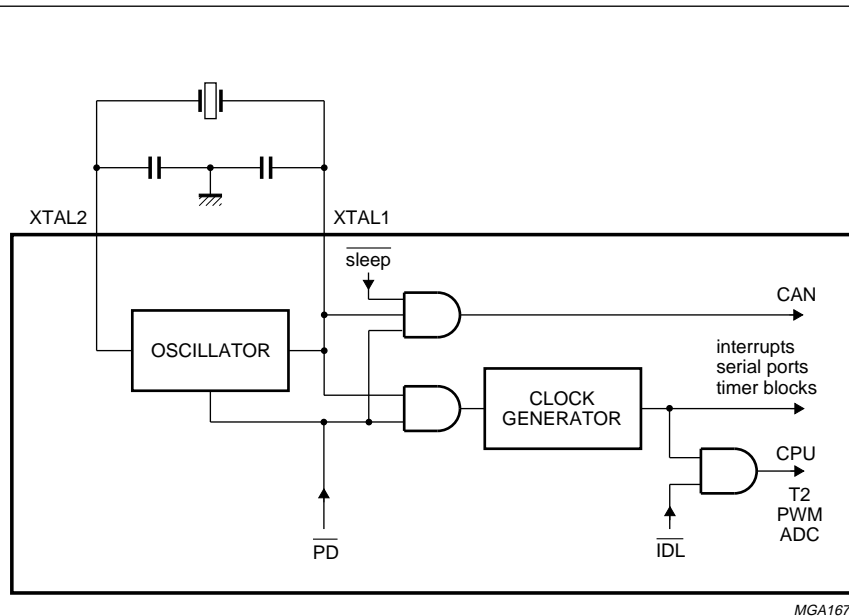 XTAL2
XTAL1
sleep
CAN
OSCILLATOR
interrupts
serial ports
timer blocks
CLOCK
GENERATOR
CPU
T2
PWM
ADC
PD
IDL
MGA167